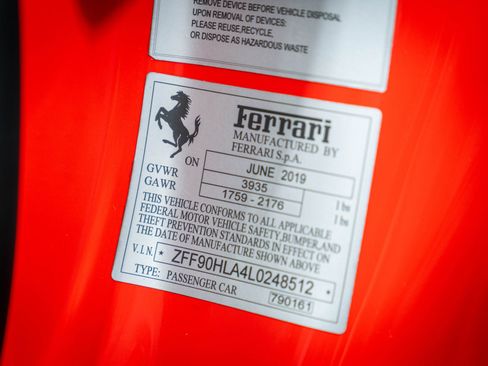 REMOVE DEVICE BEFORE VEHICLE DISPOSAL
UPON REMOVAL OF DEVICES:
PLEASE REUSE,RECYCLE,
OR DISPOSE AS HAZARDOUS WASTE
Ferrari
MANUFACTURED BY
FERRARI S.p.A.
ON JUNE 2019
GVWR 3935 lbs
GAWR 1759 - 2176 lbs
THIS VEHICLE CONFORMS TO ALL APPLICABLE
FEDERAL MOTOR VEHICLE SAFETY,BUMPER,AND
THEFT PREVENTION STANDARDS IN EFFECT ON
THE DATE OF MANUFACTURE SHOWN ABOVE
V.I.N. * ZFF90HLA4L0248512 *
TYPE: PASSENGER CAR 790161